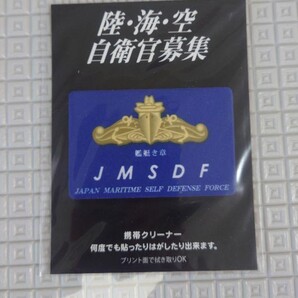 陸・海・空
自衛官募集
艦艇き章
JMSDF
JAPAN MARITIME SELF DEFENSE FORCE
携帯クリーナー
何度でも貼ったりはがしたり出来ます。
プリント面で拭き取りOK